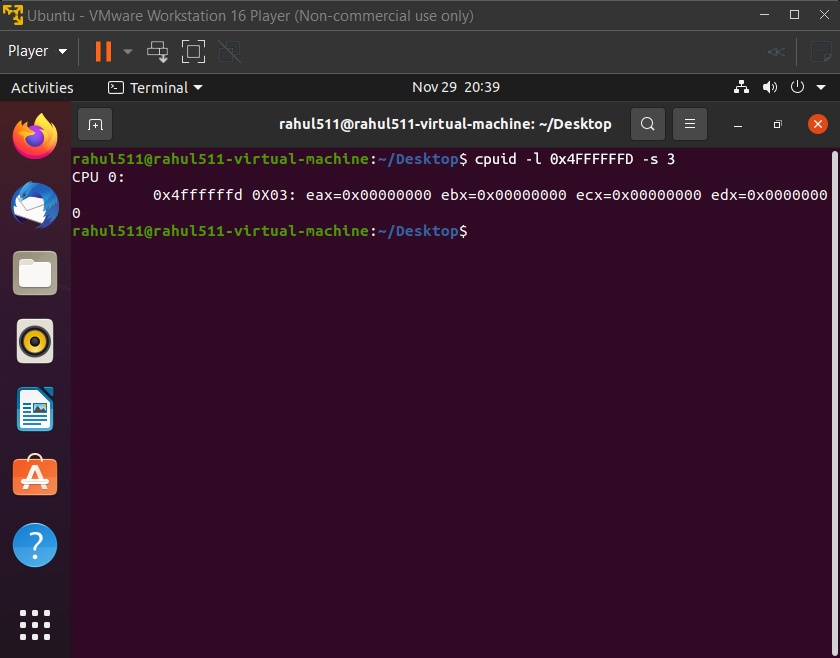 Ubuntu - VMware Workstation 16 Player (Non-commercial use only)
Player
Activities Terminal Nov 29 20:39
rahul511@rahul511-virtual-machine: ~/Desktop
rahul511@rahul511-virtual-machine:~/Desktop$ cpuid -l 0x4FFFFFFD -s 3
CPU 0:
0x4ffffffd 0X03: eax=0x00000000 ebx=0x00000000 ecx=0x00000000 edx=0x0000000
0
rahul511@rahul511-virtual-machine:~/Desktop$